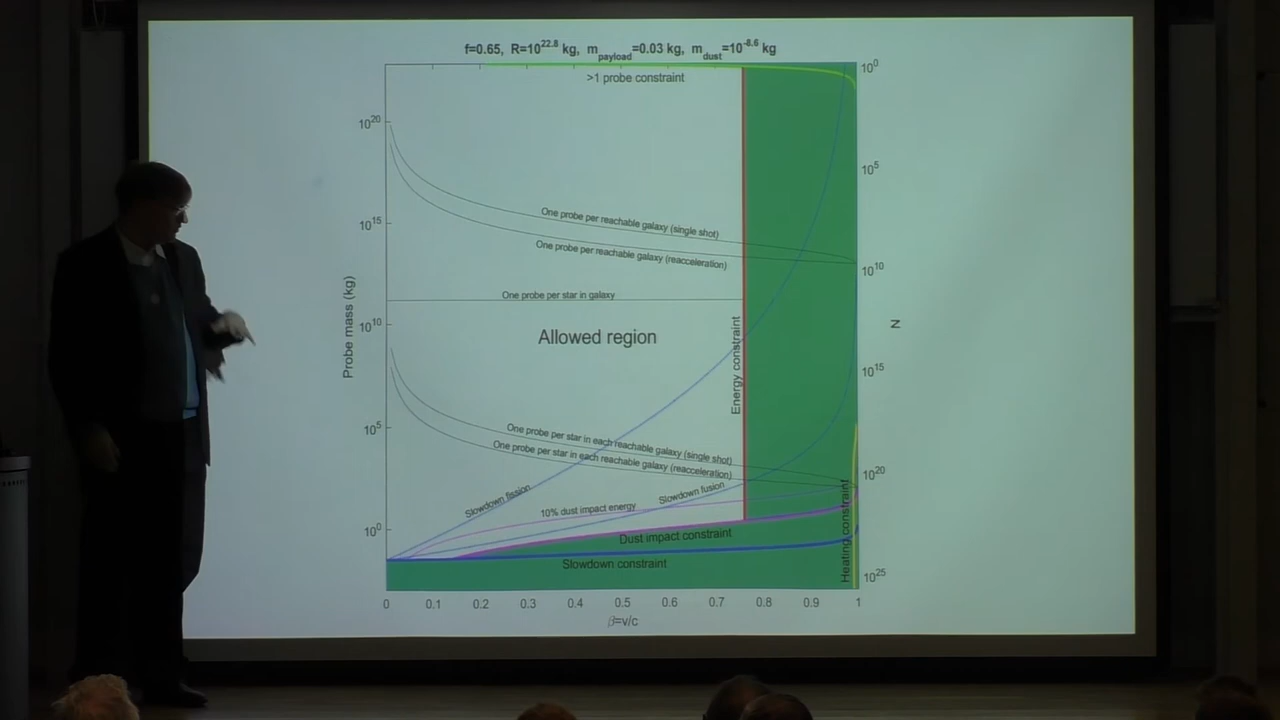 f=0.65, R=10^22.8 kg, m_payload=0.03 kg, m_dust=10^-8.6 kg
>1 probe constraint
One probe per reachable galaxy (single shot)
One probe per reachable galaxy (reacceleration)
One probe per star in galaxy
Allowed region
Energy constraint
One probe per star in each reachable galaxy (single shot)
One probe per star in each reachable galaxy (reacceleration)
Slowdown fission
Slowdown fusion
10% dust impact energy
Dust impact constraint
Slowdown constraint
Heating constraint
Probe mass (kg)
10^20
10^15
10^10
10^5
10^0
N
10^0
10^5
10^10
10^15
10^20
10^25
0 0.1 0.2 0.3 0.4 0.5 0.6 0.7 0.8 0.9 1
β=v/c